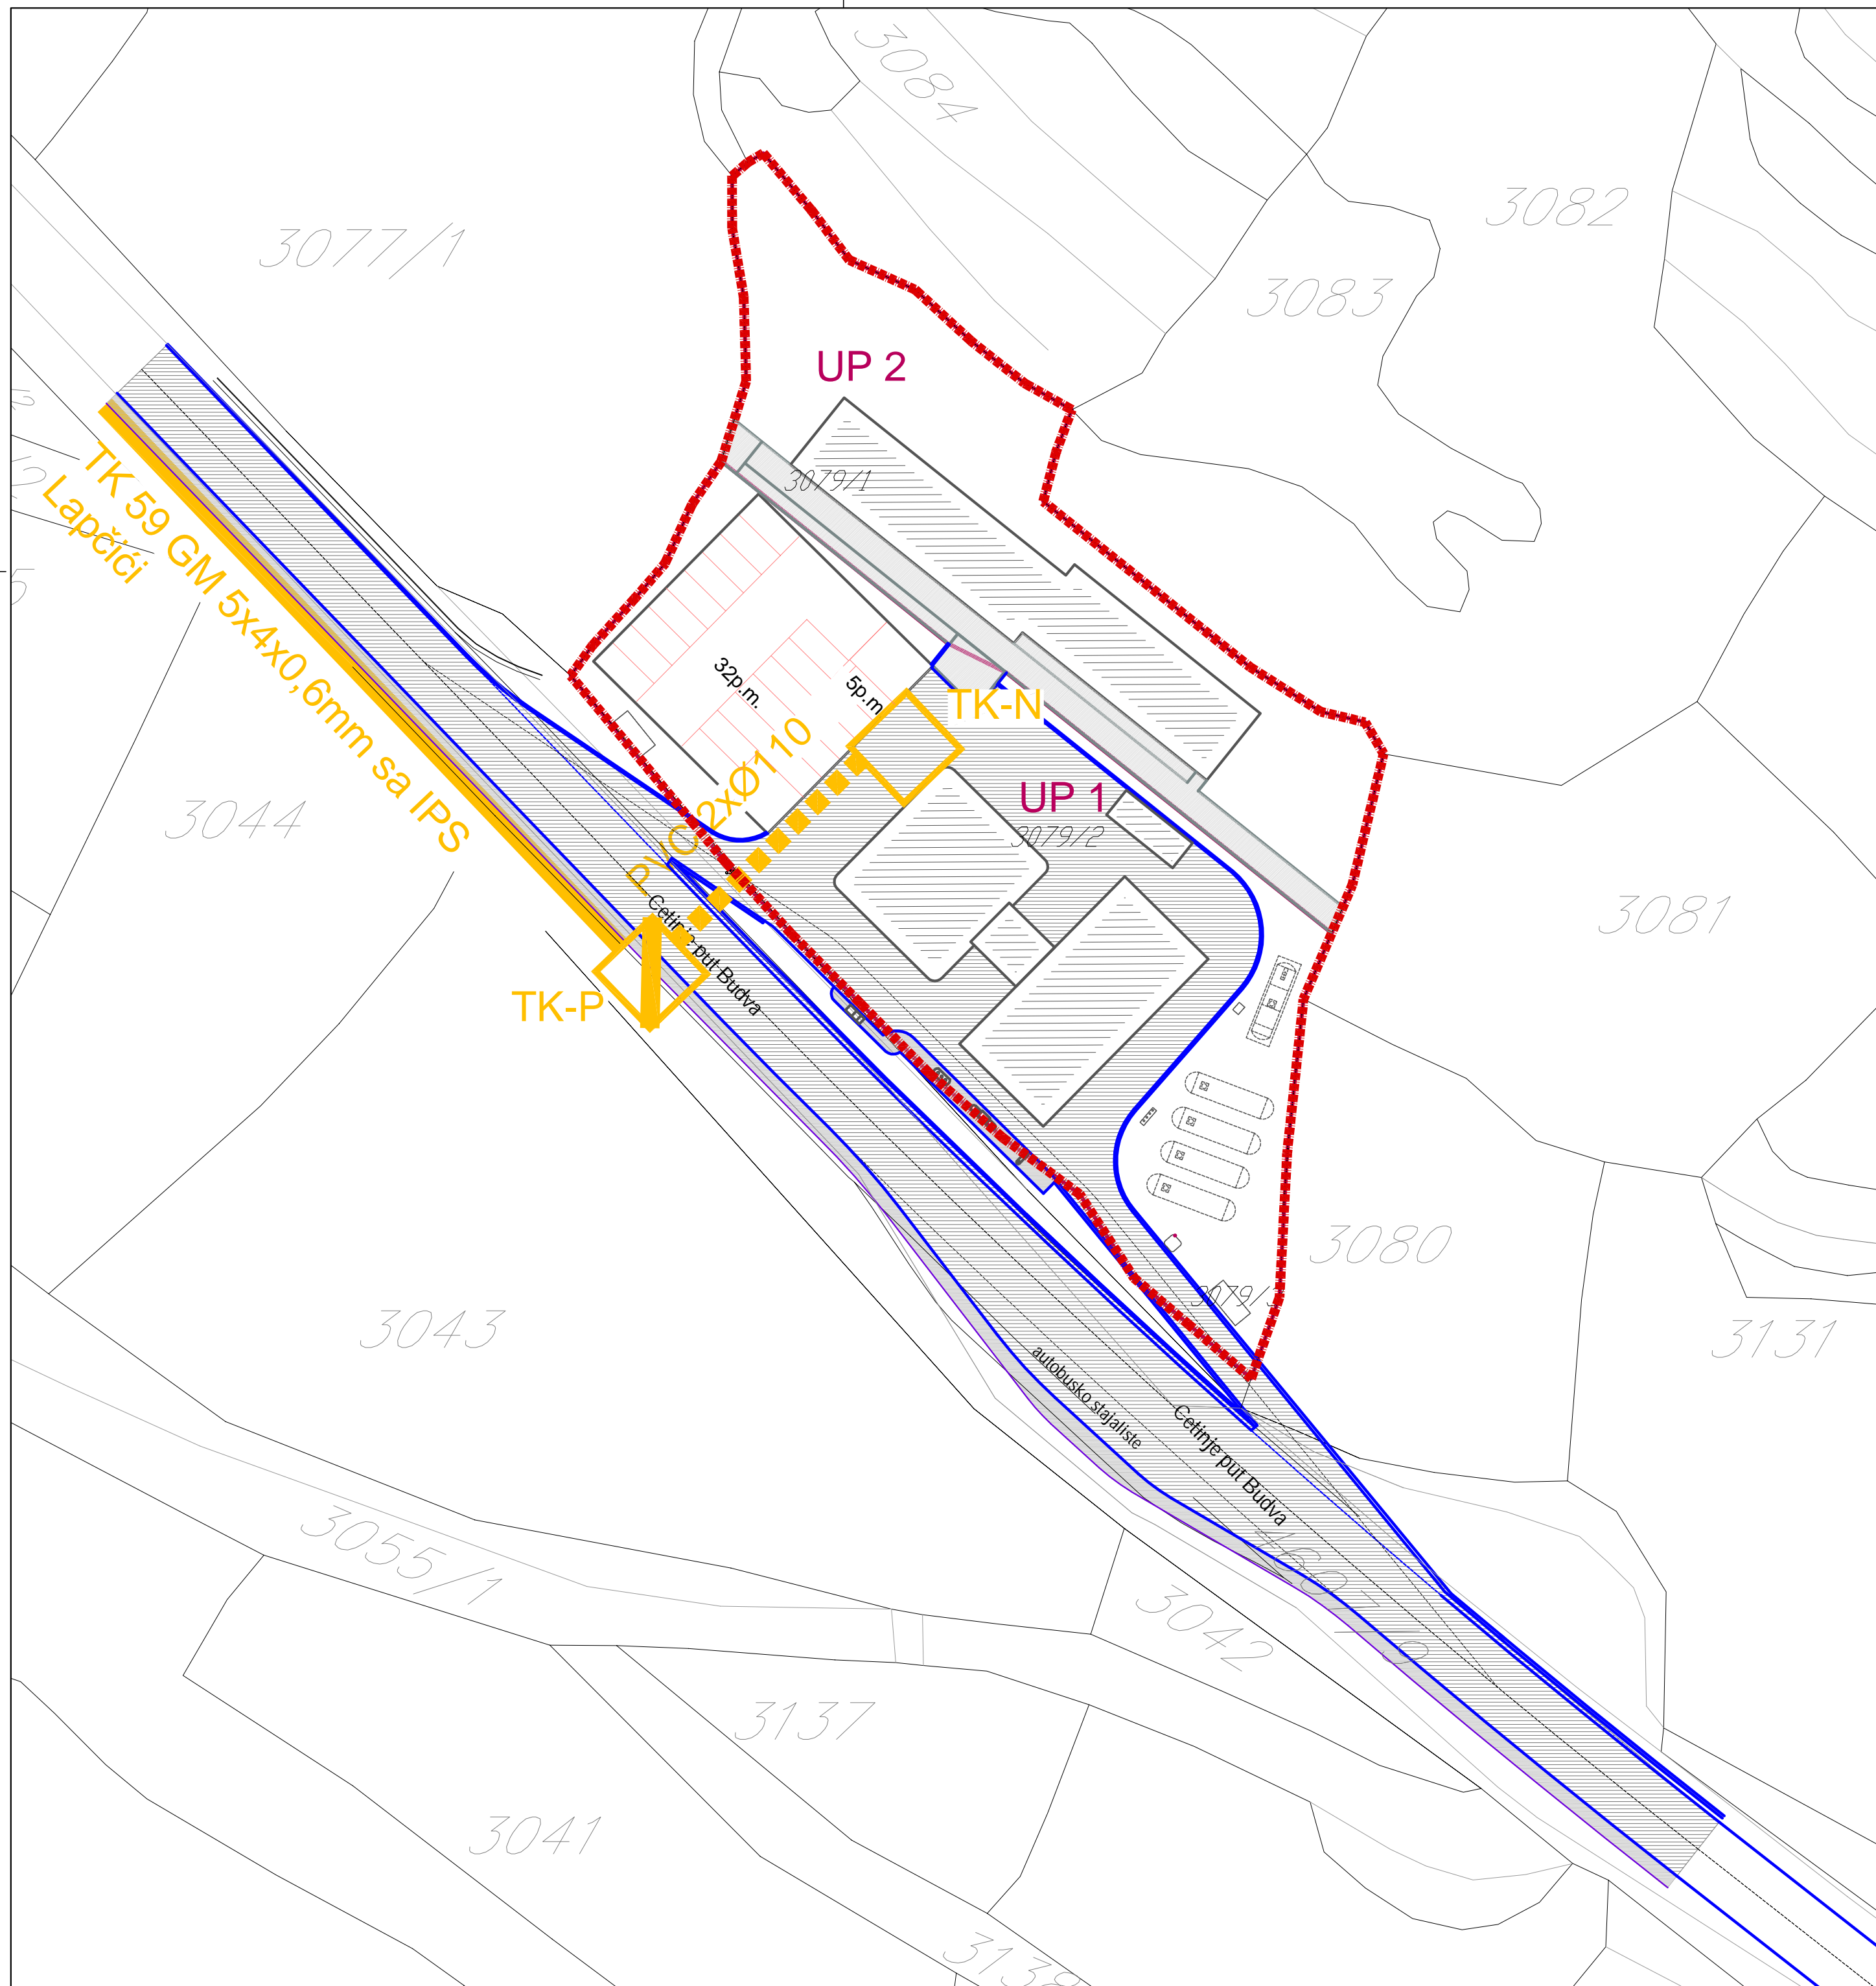 3084
3082
3077/1
3083
UP 2
3079/1
TK 59 GM 5x4x0,6mm sa IPS
Lapčići
32p.m.
5p.m.
TK-N
PVC 2xØ110
UP 1
3079/2
3044
3081
Cetinje put Budva
TK-P
3080
3043
3131
autobusko stajaliste
Cetinje put Budva
3055/1
3042
3137
3041